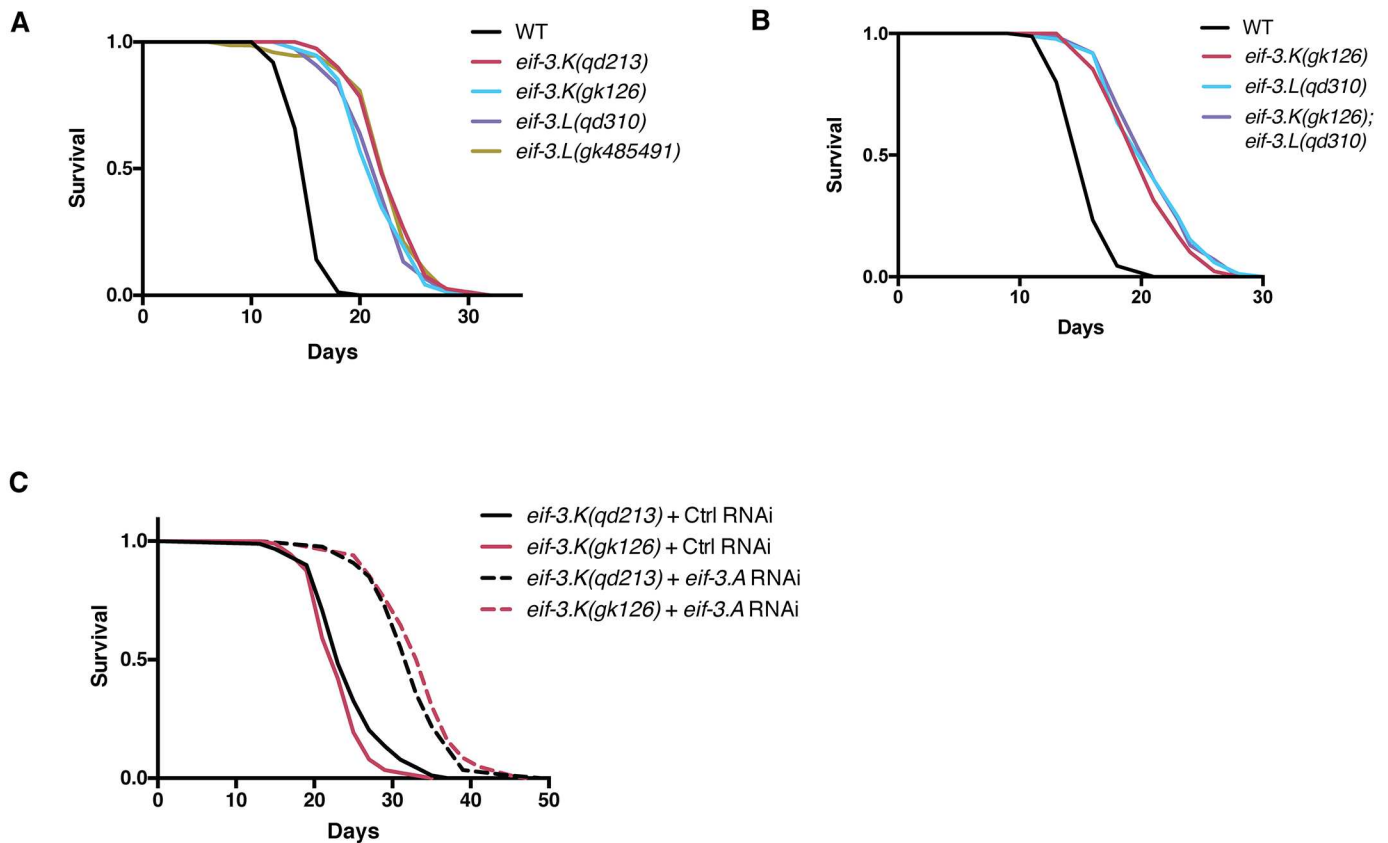 A
WT
eif-3.K(qd213)
eif-3.K(gk126)
eif-3.L(qd310)
eif-3.L(gk485491)
1.0
0.5
0.0
Survival
0 10 20 30
Days
B
WT
eif-3.K(gk126)
eif-3.L(qd310)
eif-3.K(gk126);
eif-3.L(qd310)
1.0
0.5
0.0
Survival
0 10 20 30
Days
C
eif-3.K(qd213) + Ctrl RNAi
eif-3.K(gk126) + Ctrl RNAi
eif-3.K(qd213) + eif-3.A RNAi
eif-3.K(gk126) + eif-3.A RNAi
1.0
0.5
0.0
Survival
0 10 20 30 40 50
Days